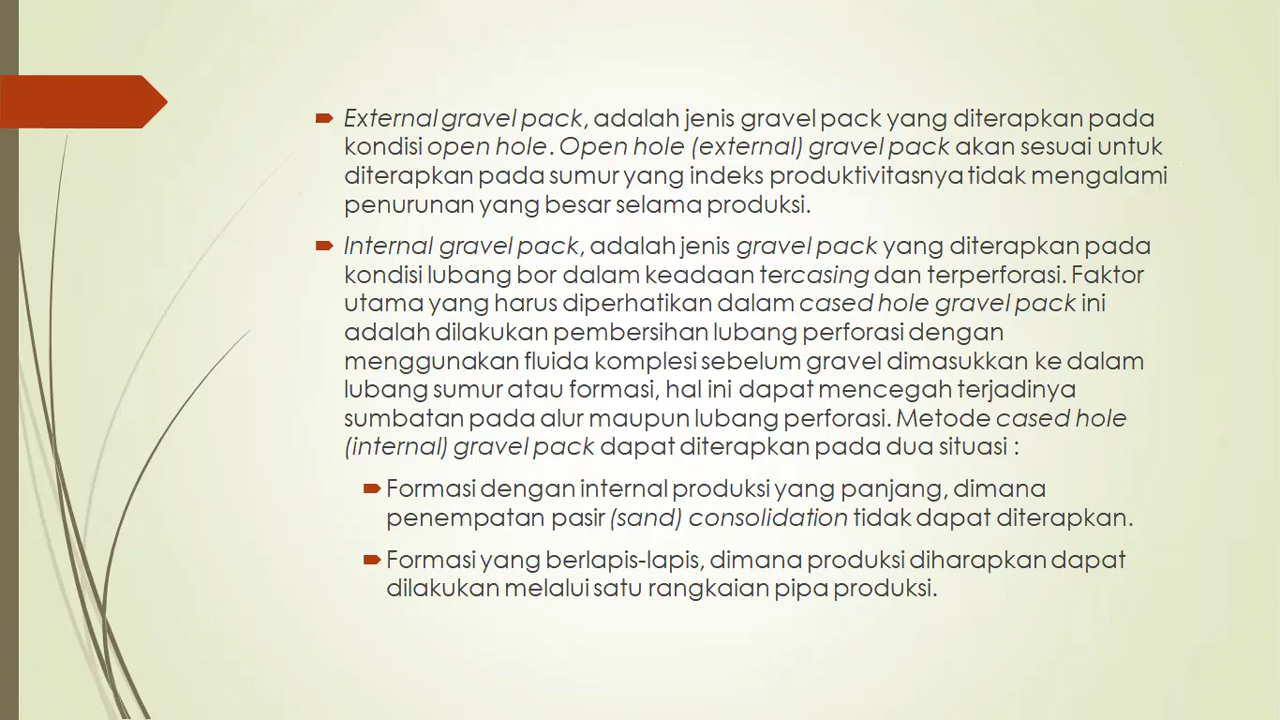 External gravel pack, adalah jenis gravel pack yang diterapkan pada
kondisi open hole. Open hole (external) gravel pack akan sesuai untuk
diterapkan pada sumur yang indeks produktivitasnya tidak mengalami
penurunan yang besar selama produksi.
Internal gravel pack, adalah jenis gravel pack yang diterapkan pada
kondisi lubang bor dalam keadaan tercasing dan terperforasi. Faktor
utama yang harus diperhatikan dalam cased hole gravel pack ini
adalah dilakukan pembersihan lubang perforasi dengan
menggunakan fluida komplesi sebelum gravel dimasukkan ke dalam
lubang sumur atau formasi, hal ini dapat mencegah terjadinya
sumbatan pada alur maupun lubang perforasi. Metode cased hole
(internal) gravel pack dapat diterapkan pada dua situasi :
Formasi dengan internal produksi yang panjang, dimana
penempatan pasir (sand) consolidation tidak dapat diterapkan.
Formasi yang berlapis-lapis, dimana produksi diharapkan dapat
dilakukan melalui satu rangkaian pipa produksi.